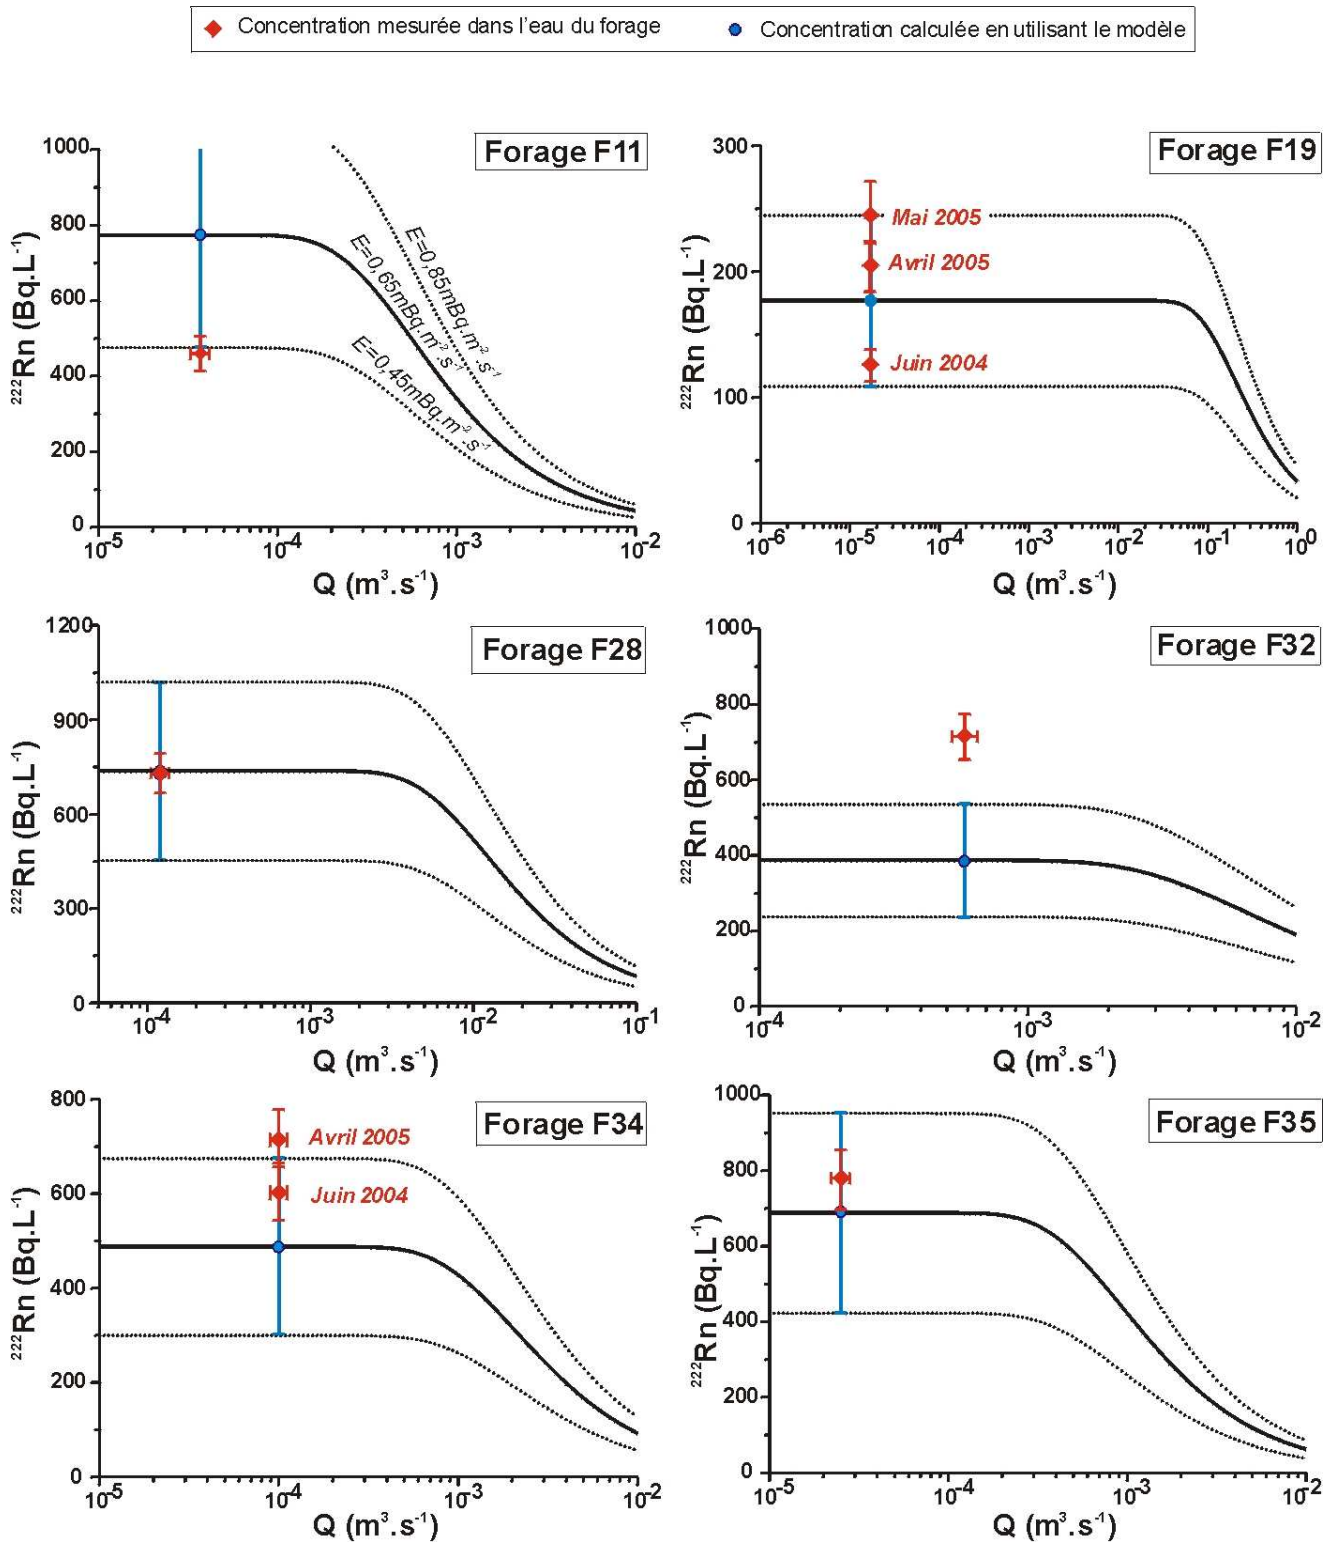 Concentration mesurée dans l'eau du forage Concentration calculée en utilisant le modèle
Forage F11
222Rn (Bq.L-1)
1000
800
600
400
200
0
E=0,85mBq.m-2.s-1
E=0,65mBq.m-2.s-1
E=0,45mBq.m-2.s-1
10-5 10-4 10-3 10-2
Q (m3.s-1)
Forage F19
222Rn (Bq.L-1)
300
200
100
0
Mai 2005
Avril 2005
Juin 2004
10-6 10-5 10-4 10-3 10-2 10-1 100
Q (m3.s-1)
Forage F28
222Rn (Bq.L-1)
1200
900
600
300
0
10-4 10-3 10-2 10-1
Q (m3.s-1)
Forage F32
222Rn (Bq.L-1)
1000
800
600
400
200
0
10-4 10-3 10-2
Q (m3.s-1)
Forage F34
222Rn (Bq.L-1)
800
600
400
200
0
Avril 2005
Juin 2004
10-5 10-4 10-3 10-2
Q (m3.s-1)
Forage F35
222Rn (Bq.L-1)
1000
800
600
400
200
0
10-5 10-4 10-3 10-2
Q (m3.s-1)